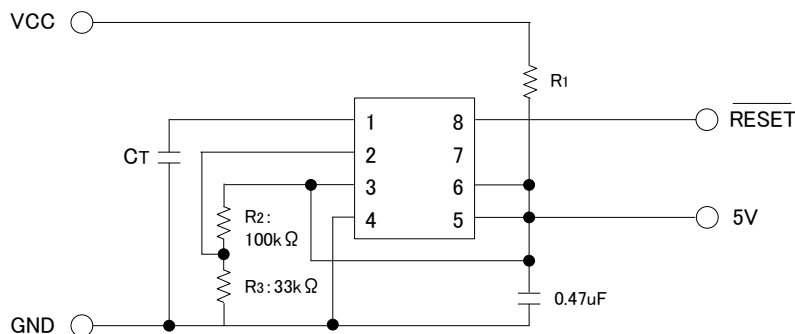 VCC
R1
1 8 RESET
CT 2 7
3 6
R2:
100kΩ
4 5 5V
R3:33kΩ
0.47uF
GND